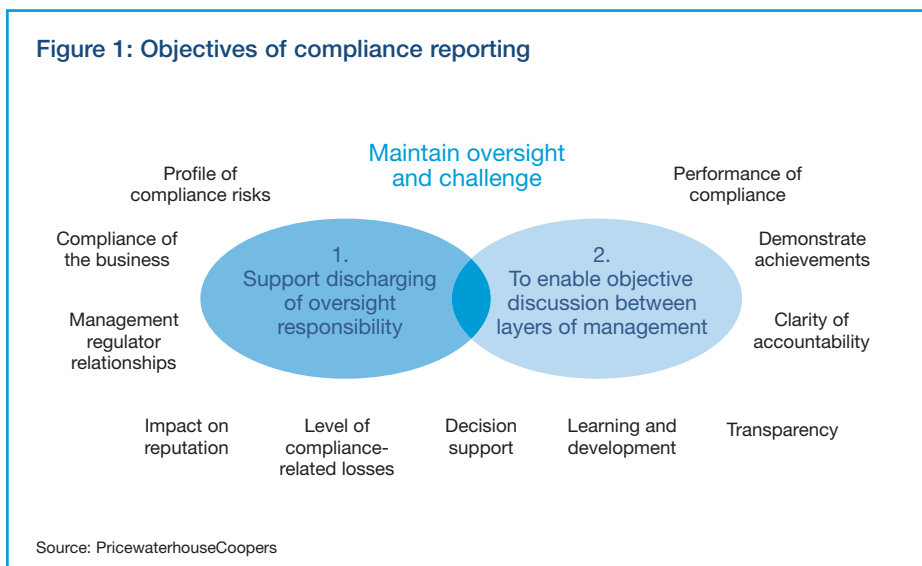 Figure 1: Objectives of compliance reporting
Maintain oversight
and challenge
Profile of
compliance risks
Performance of
compliance
Compliance of
the business
1.
Support discharging
of oversight
responsibility
2.
To enable objective
discussion between
layers of management
Demonstrate
achievements
Management
regulator
relationships
Clarity of
accountability
Impact on
reputation
Level of
compliance-
related losses
Decision
support
Learning and
development
Transparency
Source: PricewaterhouseCoopers